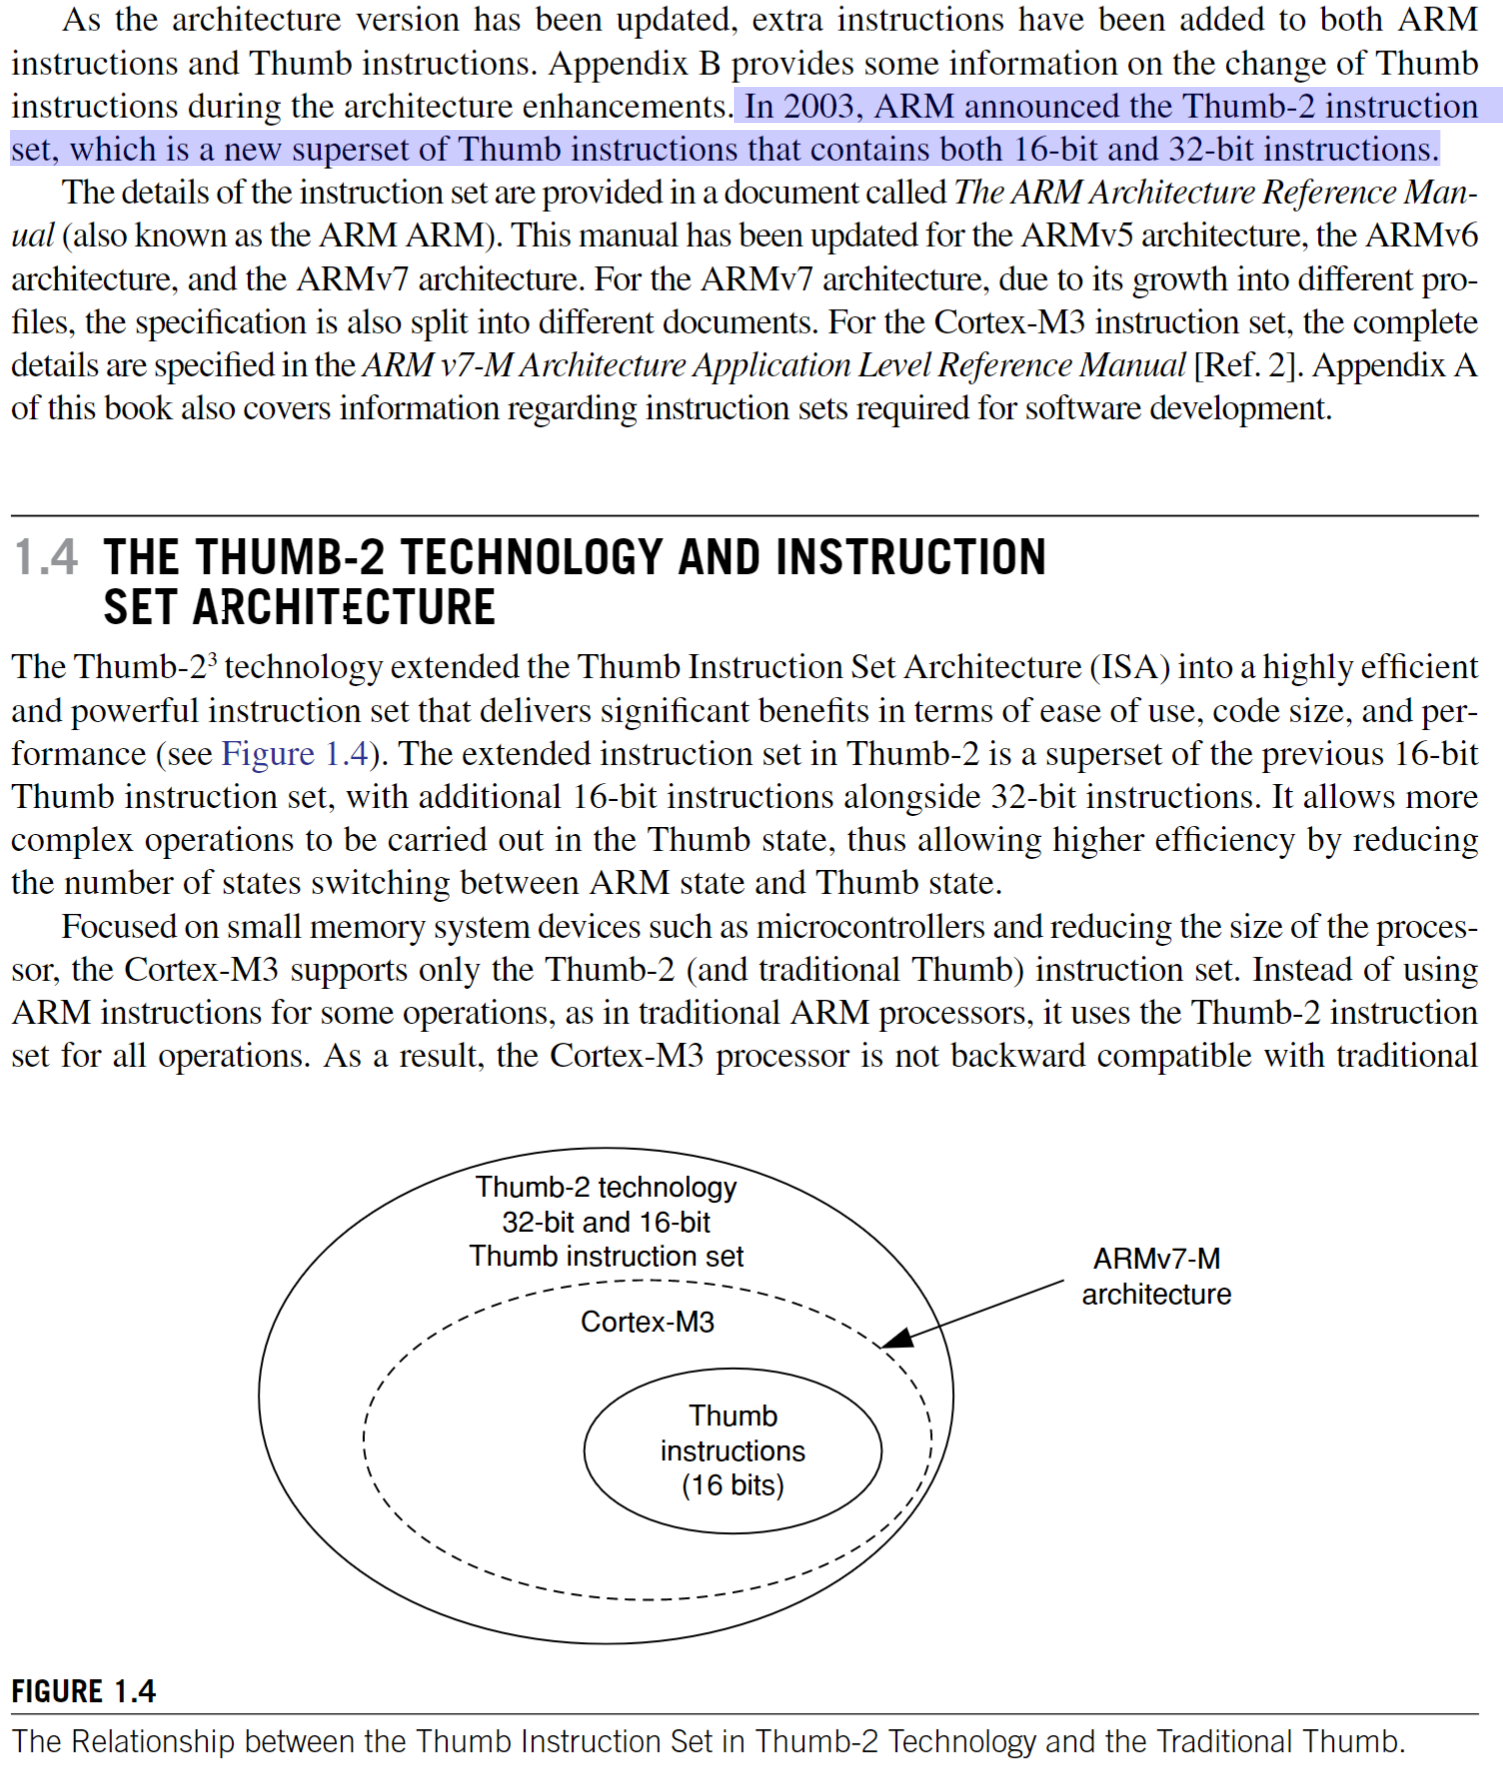 As the architecture version has been updated, extra instructions have been added to both ARM
instructions and Thumb instructions. Appendix B provides some information on the change of Thumb
instructions during the architecture enhancements. In 2003, ARM announced the Thumb-2 instruction
set, which is a new superset of Thumb instructions that contains both 16-bit and 32-bit instructions.
The details of the instruction set are provided in a document called The ARM Architecture Reference Man-
ual (also known as the ARM ARM). This manual has been updated for the ARMv5 architecture, the ARMv6
architecture, and the ARMv7 architecture. For the ARMv7 architecture, due to its growth into different pro-
files, the specification is also split into different documents. For the Cortex-M3 instruction set, the complete
details are specified in the ARM v7-M Architecture Application Level Reference Manual [Ref. 2]. Appendix A
of this book also covers information regarding instruction sets required for software development.
1.4 THE THUMB-2 TECHNOLOGY AND INSTRUCTION
SET ARCHITECTURE
The Thumb-2³ technology extended the Thumb Instruction Set Architecture (ISA) into a highly efficient
and powerful instruction set that delivers significant benefits in terms of ease of use, code size, and per-
formance (see Figure 1.4). The extended instruction set in Thumb-2 is a superset of the previous 16-bit
Thumb instruction set, with additional 16-bit instructions alongside 32-bit instructions. It allows more
complex operations to be carried out in the Thumb state, thus allowing higher efficiency by reducing
the number of states switching between ARM state and Thumb state.
Focused on small memory system devices such as microcontrollers and reducing the size of the proces-
sor, the Cortex-M3 supports only the Thumb-2 (and traditional Thumb) instruction set. Instead of using
ARM instructions for some operations, as in traditional ARM processors, it uses the Thumb-2 instruction
set for all operations. As a result, the Cortex-M3 processor is not backward compatible with traditional
Thumb-2 technology
32-bit and 16-bit
Thumb instruction set
ARMv7-M
architecture
Cortex-M3
Thumb
instructions
(16 bits)
FIGURE 1.4
The Relationship between the Thumb Instruction Set in Thumb-2 Technology and the Traditional Thumb.